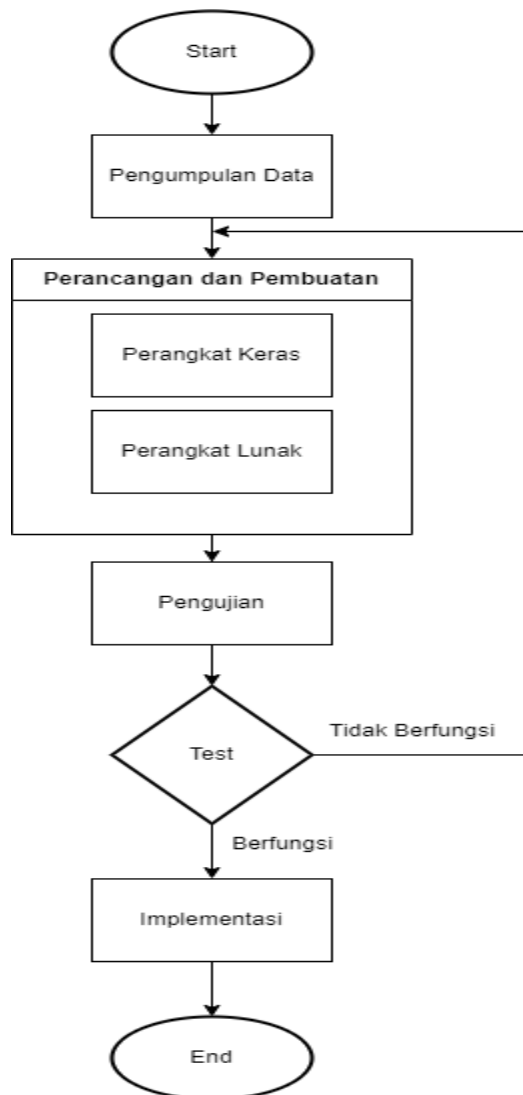 Start
Pengumpulan Data
Perancangan dan Pembuatan
Perangkat Keras
Perangkat Lunak
Pengujian
Test
Tidak Berfungsi
Berfungsi
Implementasi
End